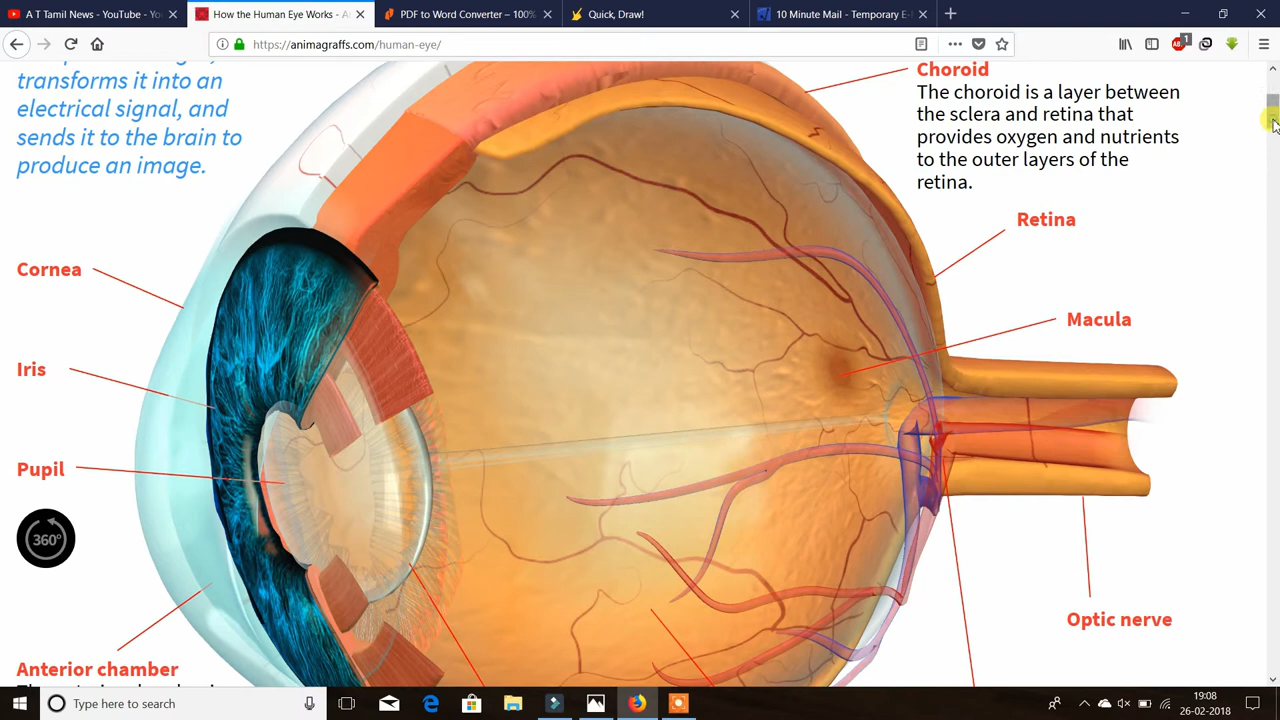 A T Tamil News - YouTube - Yo
How the Human Eye Works - A
PDF to Word Converter – 100%
Quick, Draw!
10 Minute Mail - Temporary E-
https://animagraffs.com/human-eye/
1
transforms it into an
electrical signal, and
sends it to the brain to
produce an image.
Choroid
The choroid is a layer between
the sclera and retina that
provides oxygen and nutrients
to the outer layers of the
retina.
Retina
Cornea
Macula
Iris
Pupil
360°
Optic nerve
Anterior chamber
Type here to search
19:08
26-02-2018